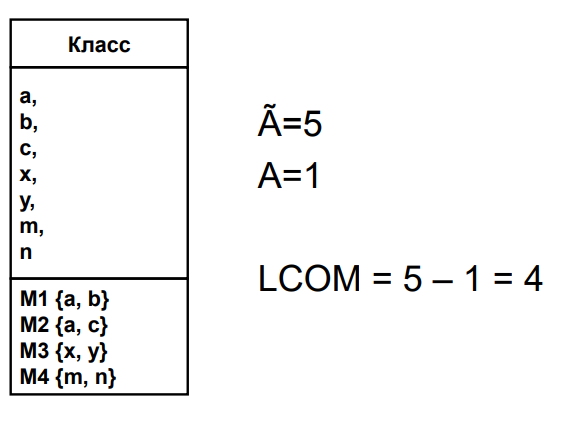 Класс
a,
b,
c,
x,
y,
m,
n
M1 {a, b}
M2 {a, c}
M3 {x, y}
M4 {m, n}
Ã=5
A=1
LCOM = 5 – 1 = 4